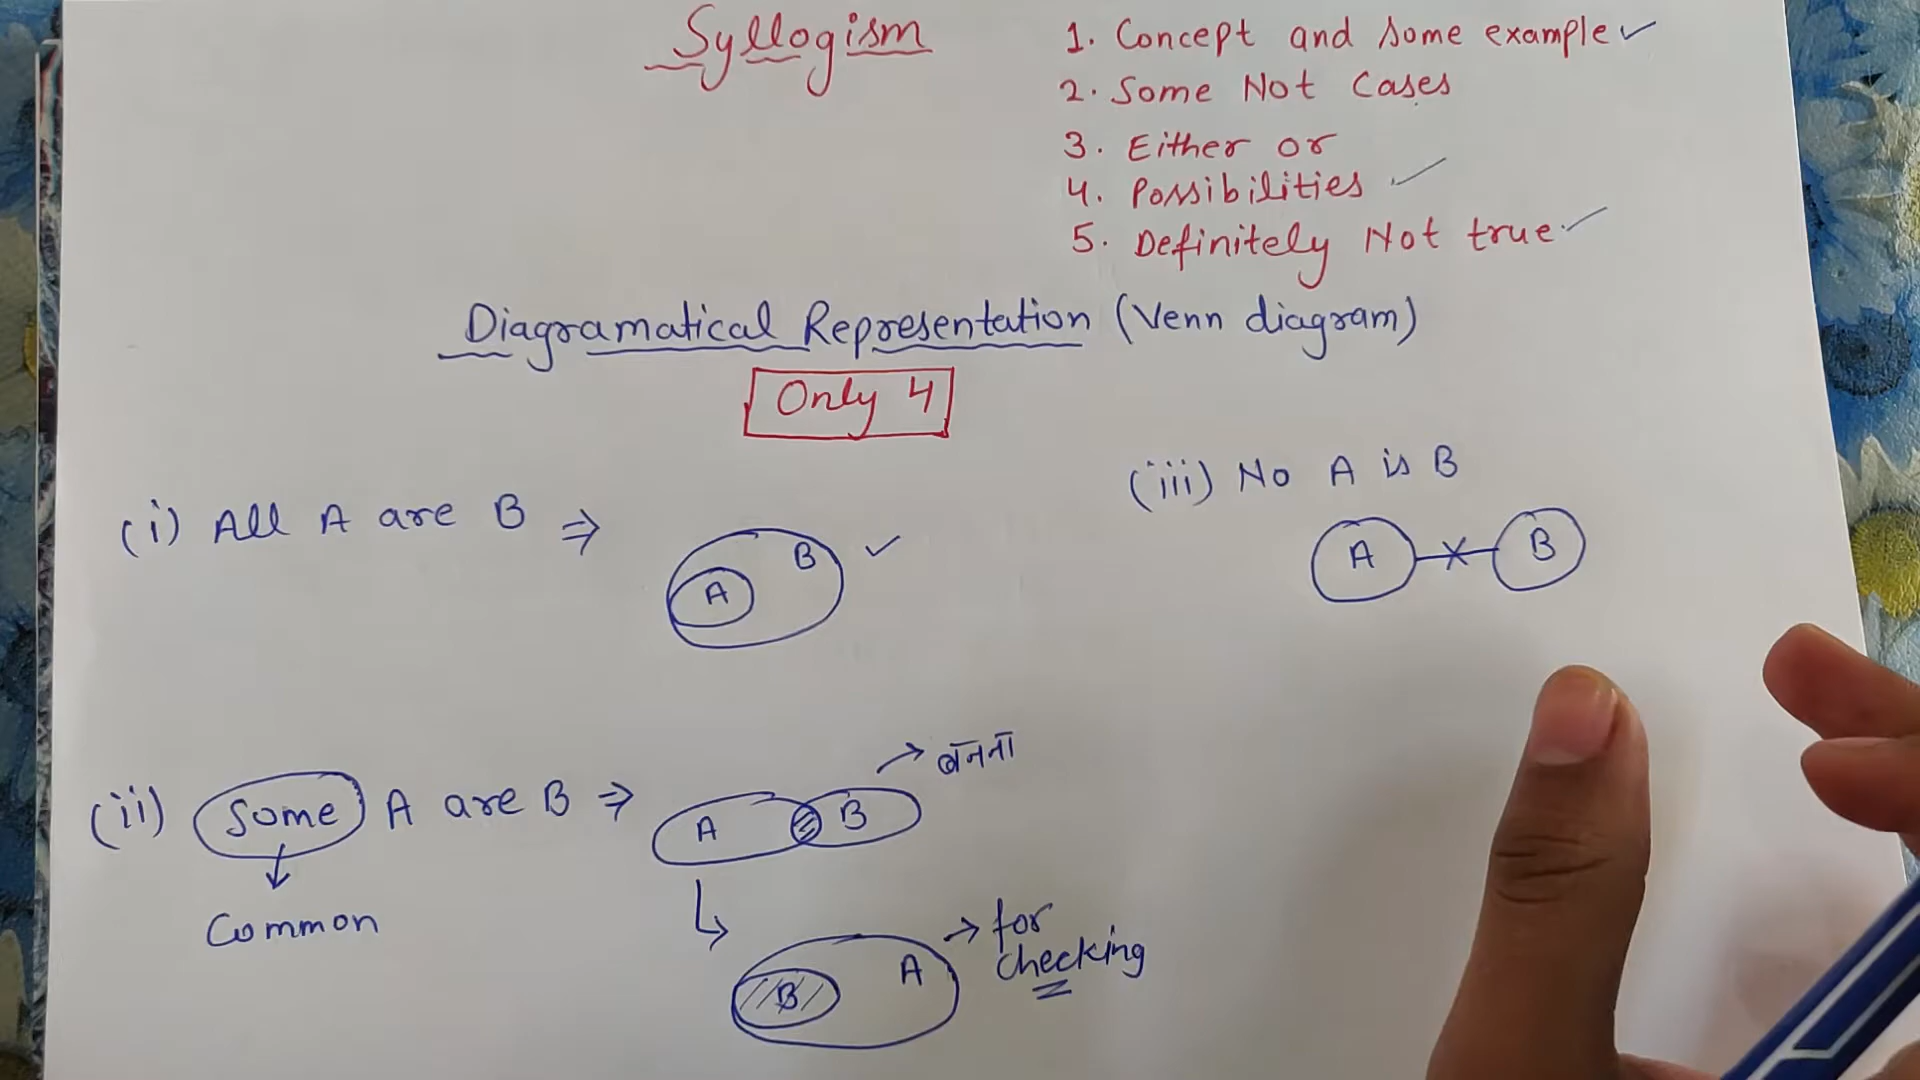 Syllogism
1. Concept and some example ✓
2. Some Not Cases
3. Either or
4. Possibilities ✓
5. Definitely Not true ✓
Diagramatical Representation (Venn diagram)
Only 4
(i) All A are B ⇒
B ✓
A
(iii) No A is B
A × B
(ii) Some A are B ⇒
A B
→ बनना
↓
Common
→ for
checking
B A